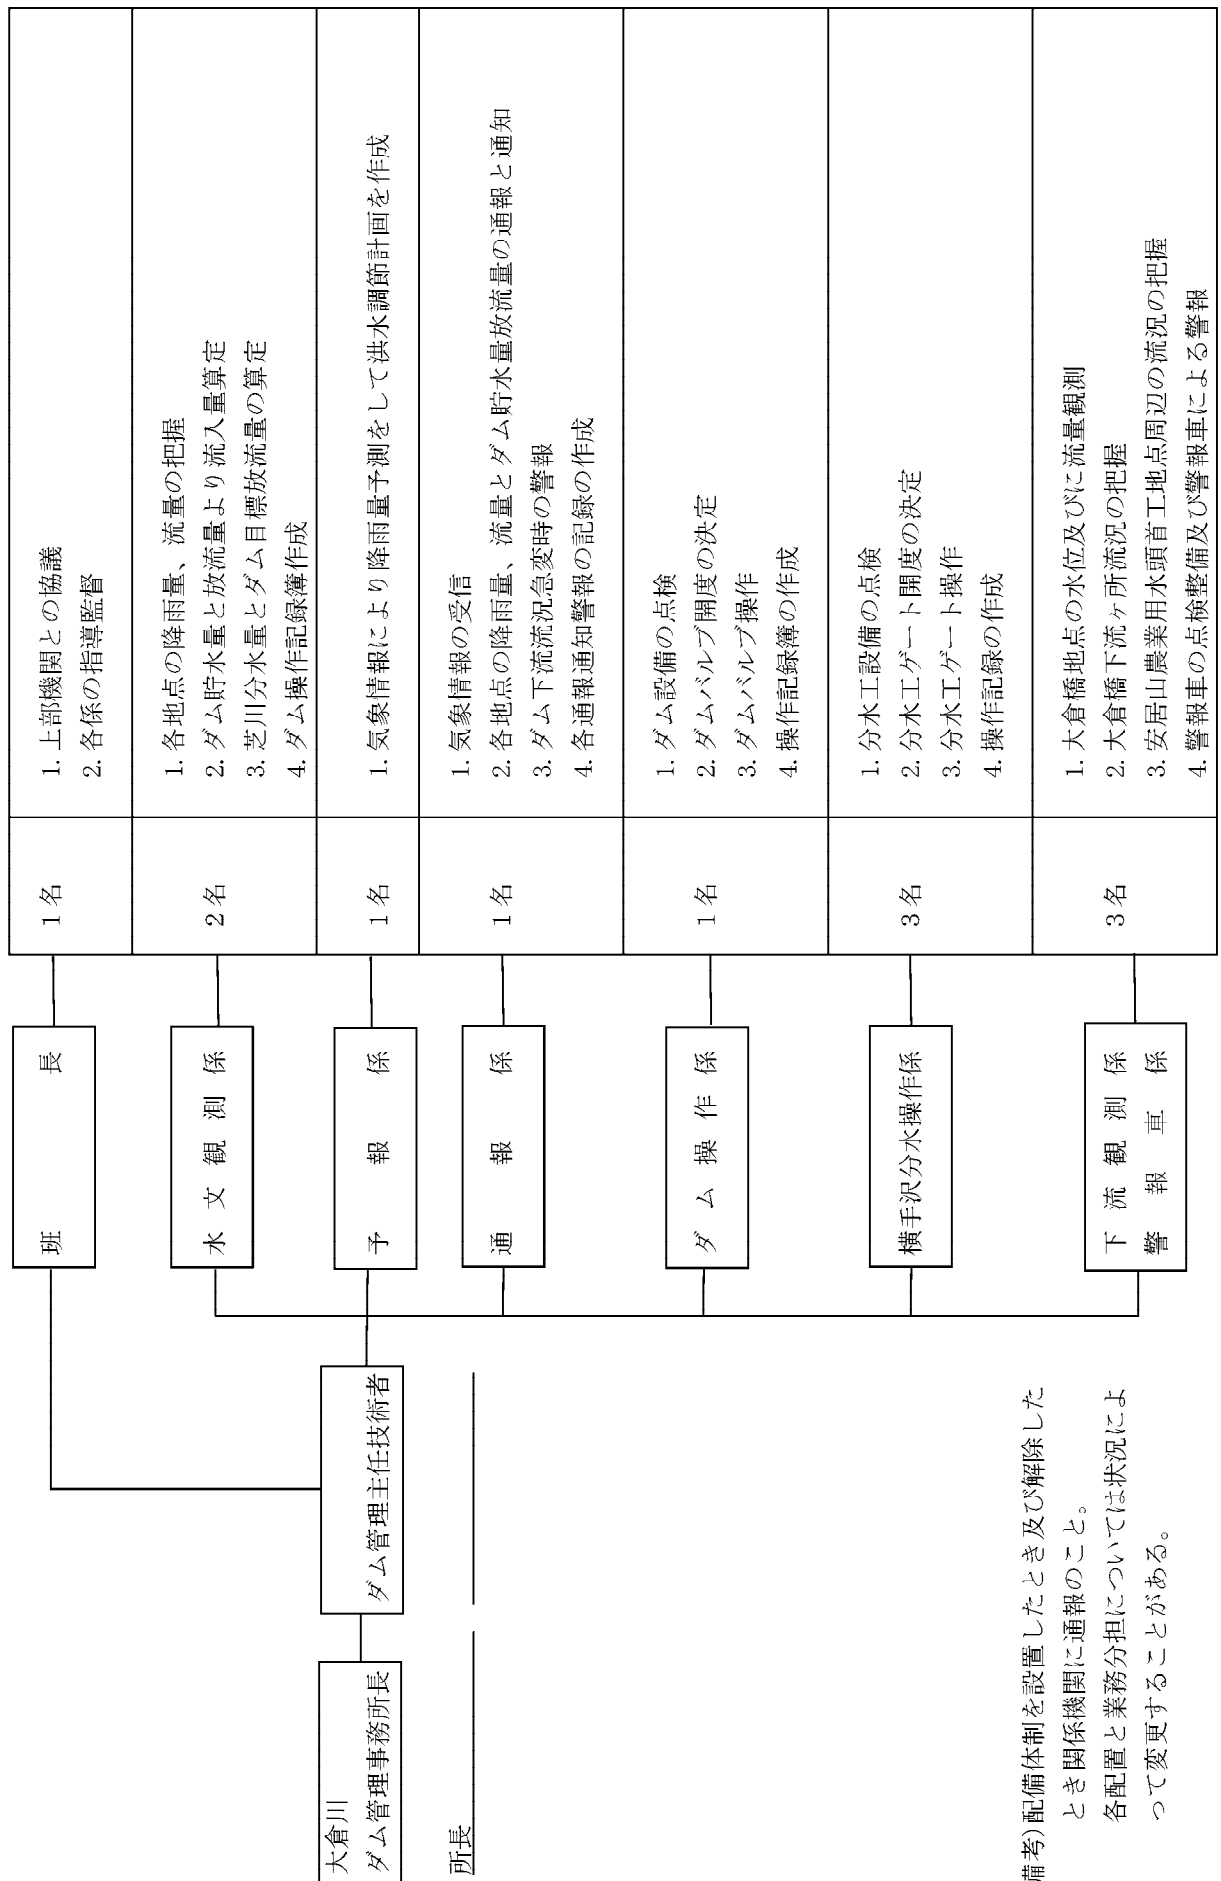 大倉川
ダム管理事務所長
所長
ダム管理主任技術者
班長
1名
1. 上部機関との協議
2. 各係の指導監督
水文観測係
2名
1. 各地点の降雨量、流量の把握
2. ダム貯水量と放流量より流入量算定
3. 芝川分水量とダム目標放流量の算定
4. ダム操作記録簿作成
予報係
1名
1. 気象情報により降雨量予測をして洪水調節計画を作成
通報係
1名
1. 気象情報の受信
2. 各地点の降雨量、流量とダム貯水量放流量の通報と通知
3. ダム下流流況急変時の警報
4. 各通報通知警報の記録の作成
ダム操作係
1名
1. ダム設備の点検
2. ダムバルブ開度の決定
3. ダムバルブ操作
4. 操作記録簿の作成
横手沢分水操作係
3名
1. 分水工設備の点検
2. 分水工ゲート開度の決定
3. 分水工ゲート操作
4. 操作記録の作成
下流観測係
警報車係
3名
1. 大倉橋地点の水位及びに流量観測
2. 大倉橋下流ヶ所流況の把握
3. 安居山農業用水頭首工地点周辺の流況の把握
4. 警報車の点検整備及び警報車による警報
備考)配備体制を設置したとき及び解除した
とき関係機関に通報のこと。
各配置と業務分担については状況によ
って変更することがある。